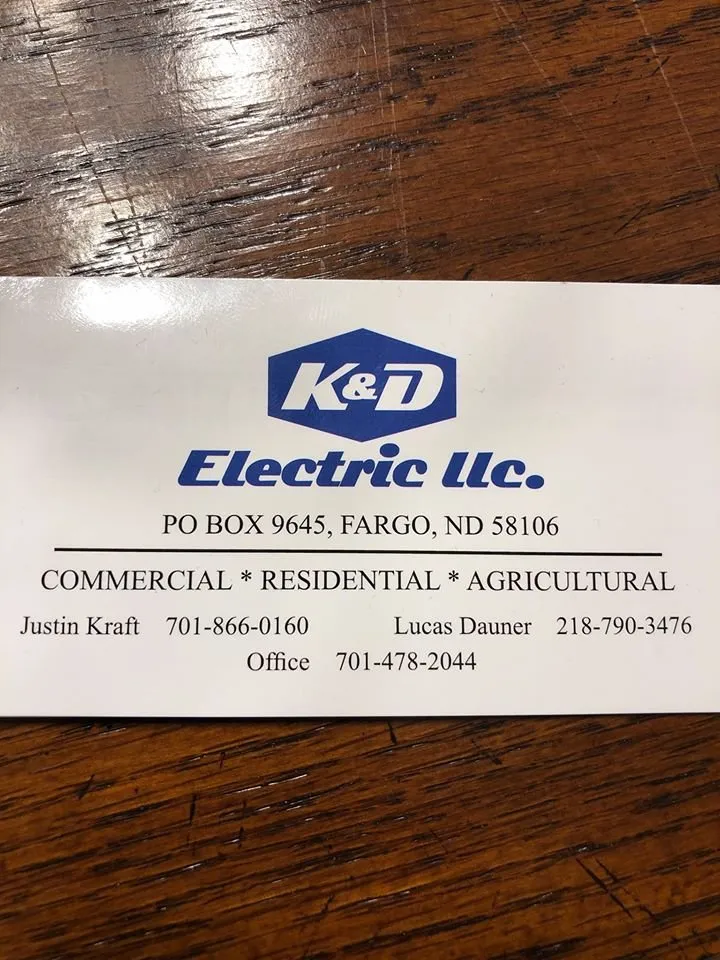 K&D
Electric llc.
PO BOX 9645, FARGO, ND 58106
COMMERCIAL * RESIDENTIAL * AGRICULTURAL
Justin Kraft 701-866-0160 Lucas Dauner 218-790-3476
Office 701-478-2044